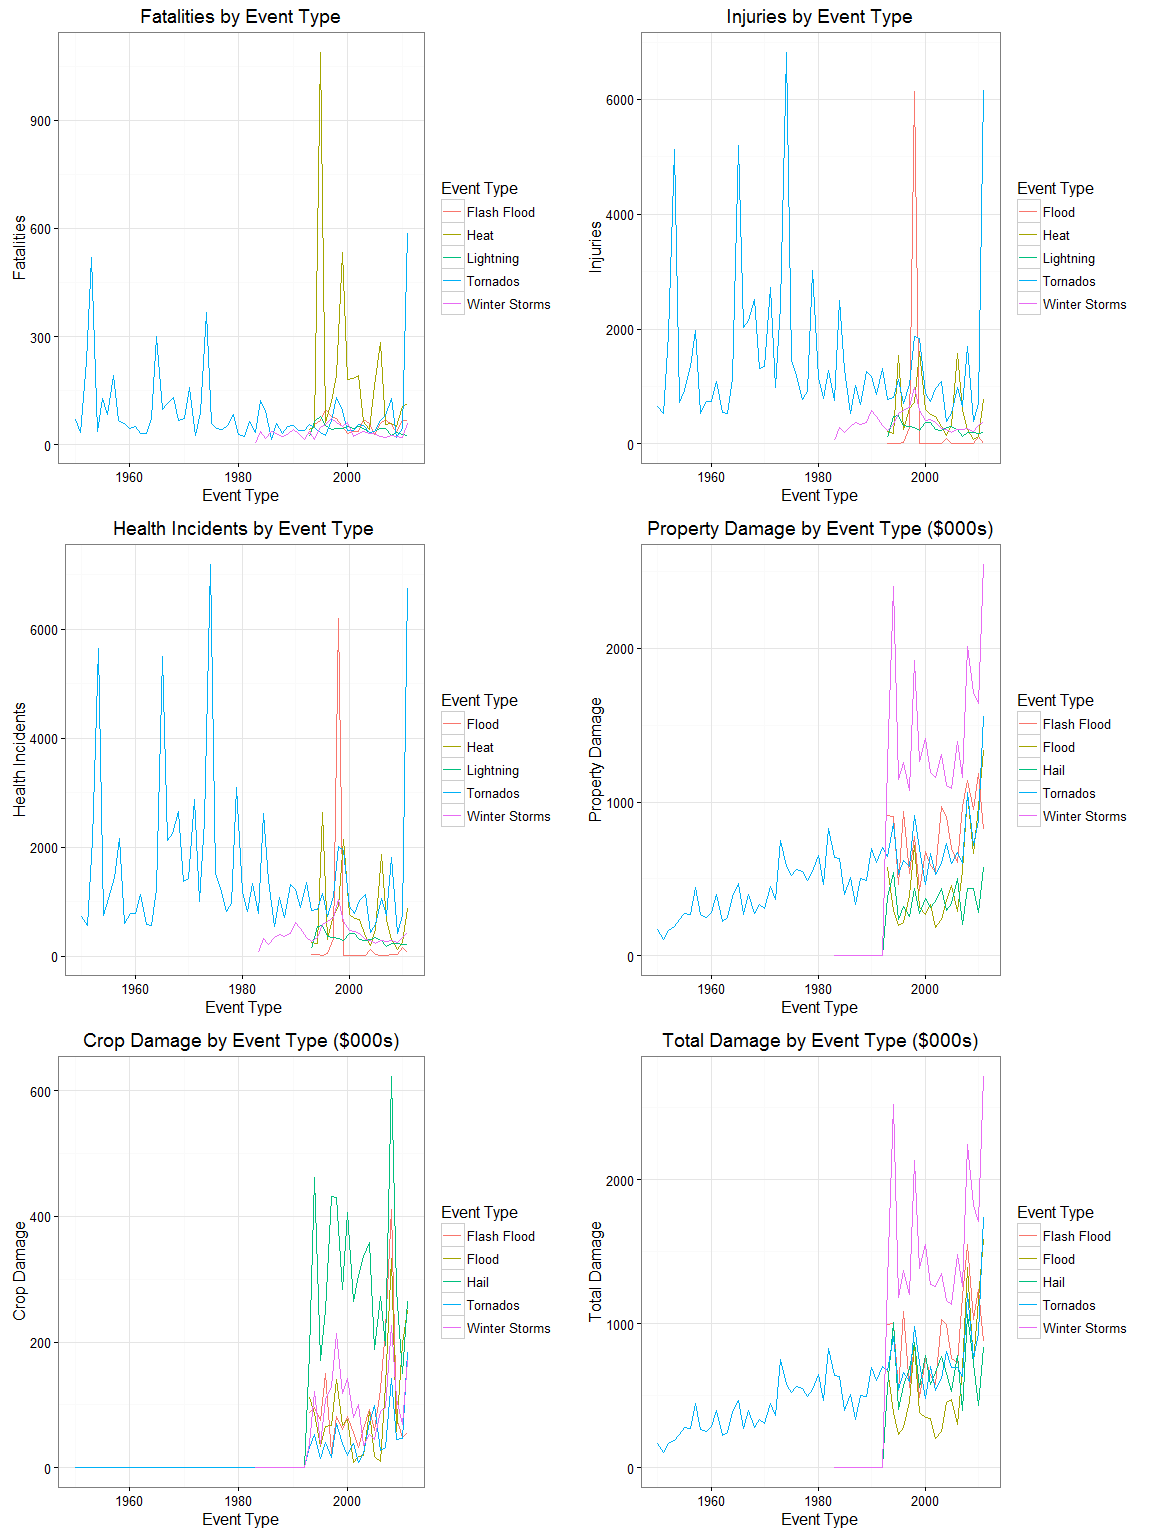 Fatalities by Event Type
900
600
300
0
1960
1980
2000
Fatalities
Event Type
Event Type
Flash Flood
Heat
Lightning
Tornados
Winter Storms
Injuries by Event Type
6000
4000
2000
0
1960
1980
2000
Injuries
Event Type
Event Type
Flood
Heat
Lightning
Tornados
Winter Storms
Health Incidents by Event Type
6000
4000
2000
0
1960
1980
2000
Health Incidents
Event Type
Event Type
Flood
Heat
Lightning
Tornados
Winter Storms
Property Damage by Event Type ($000s)
2000
1000
0
1960
1980
2000
Property Damage
Event Type
Event Type
Flash Flood
Flood
Hail
Tornados
Winter Storms
Crop Damage by Event Type ($000s)
600
400
200
0
1960
1980
2000
Crop Damage
Event Type
Event Type
Flash Flood
Flood
Hail
Tornados
Winter Storms
Total Damage by Event Type ($000s)
2000
1000
0
1960
1980
2000
Total Damage
Event Type
Event Type
Flash Flood
Flood
Hail
Tornados
Winter Storms